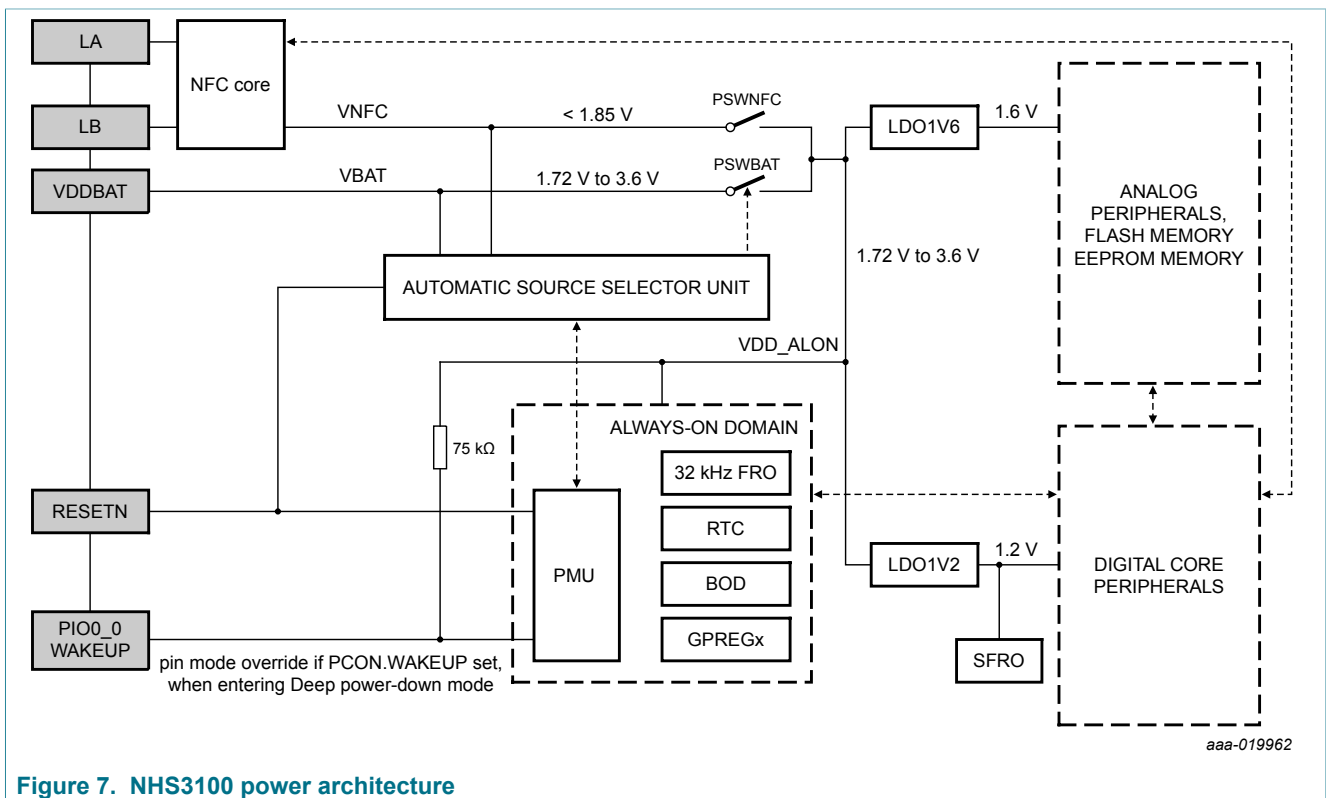 LA
NFC core
LB
VDDBAT
VNFC
< 1.85 V
PSWNFC
LDO1V6
1.6 V
VBAT
1.72 V to 3.6 V
PSWBAT
ANALOG
PERIPHERALS,
FLASH MEMORY
EEPROM MEMORY
1.72 V to 3.6 V
AUTOMATIC SOURCE SELECTOR UNIT
VDD_ALON
75 kΩ
ALWAYS-ON DOMAIN
32 kHz FRO
RTC
BOD
GPREGx
PMU
RESETN
PIO0_0
WAKEUP
pin mode override if PCON.WAKEUP set,
when entering Deep power-down mode
LDO1V2
1.2 V
SFRO
DIGITAL CORE
PERIPHERALS
aaa-019962
Figure 7. NHS3100 power architecture